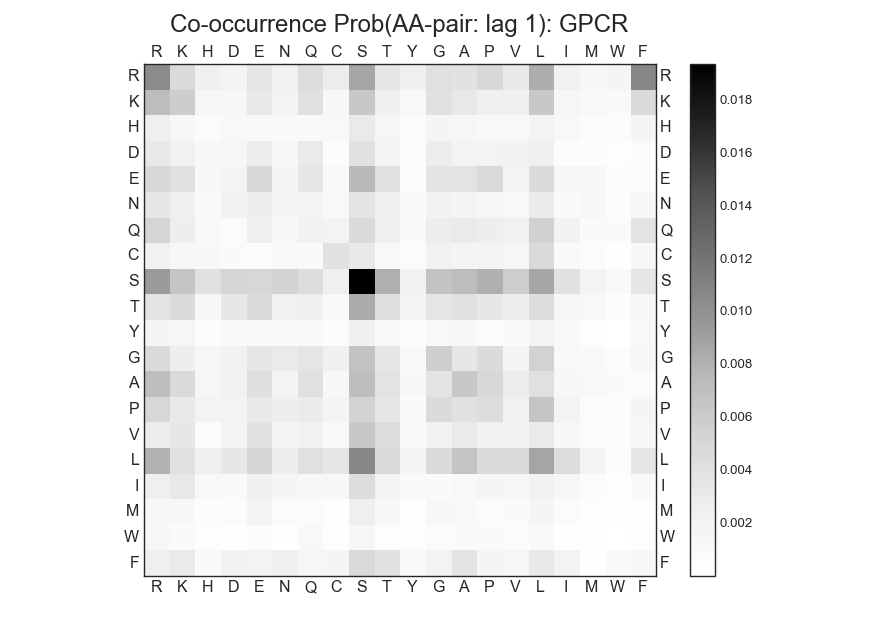 Co-occurrence Prob(AA-pair: lag 1): GPCR
R K H D E N Q C S T Y G A P V L I M W F
R R
K K
H H
D D
E E
N N
Q Q
C C
S S
T T
Y Y
G G
A A
P P
V V
L L
I I
M M
W W
F F
R K H D E N Q C S T Y G A P V L I M W F
0.018
0.016
0.014
0.012
0.010
0.008
0.006
0.004
0.002